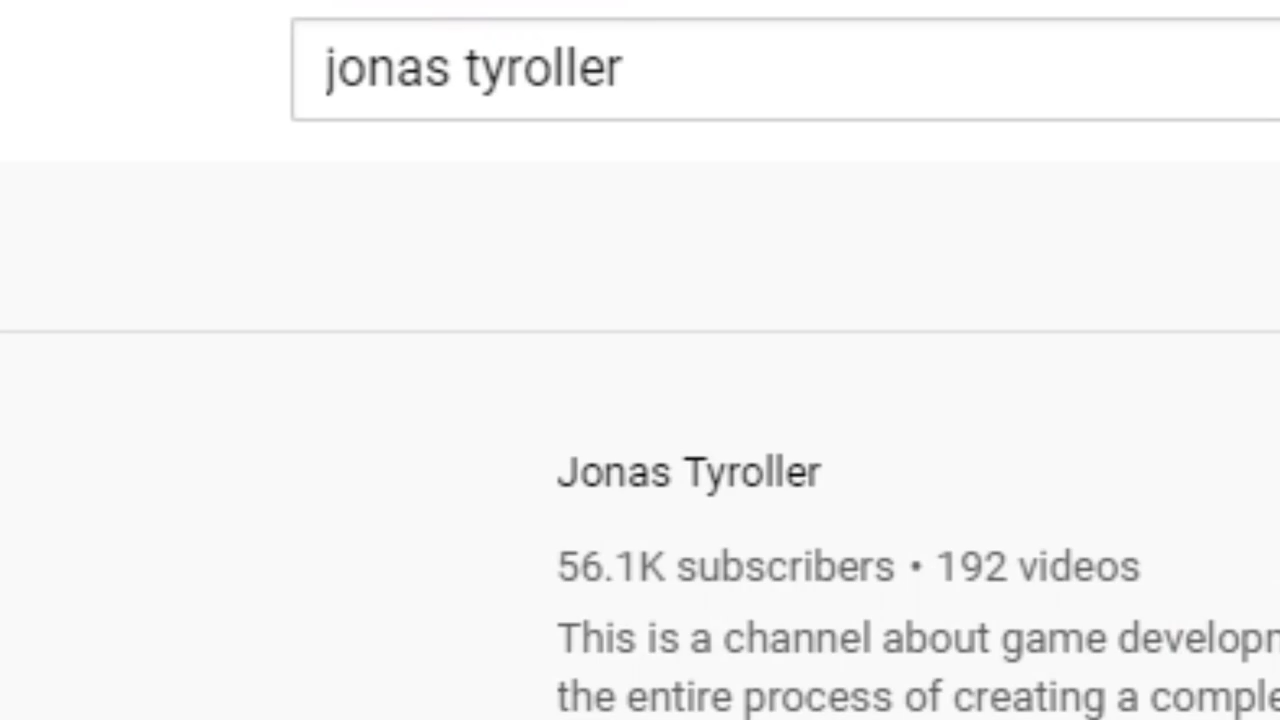 jonas tyroller
Jonas Tyroller
56.1K subscribers • 192 videos
This is a channel about game developm
the entire process of creating a comple